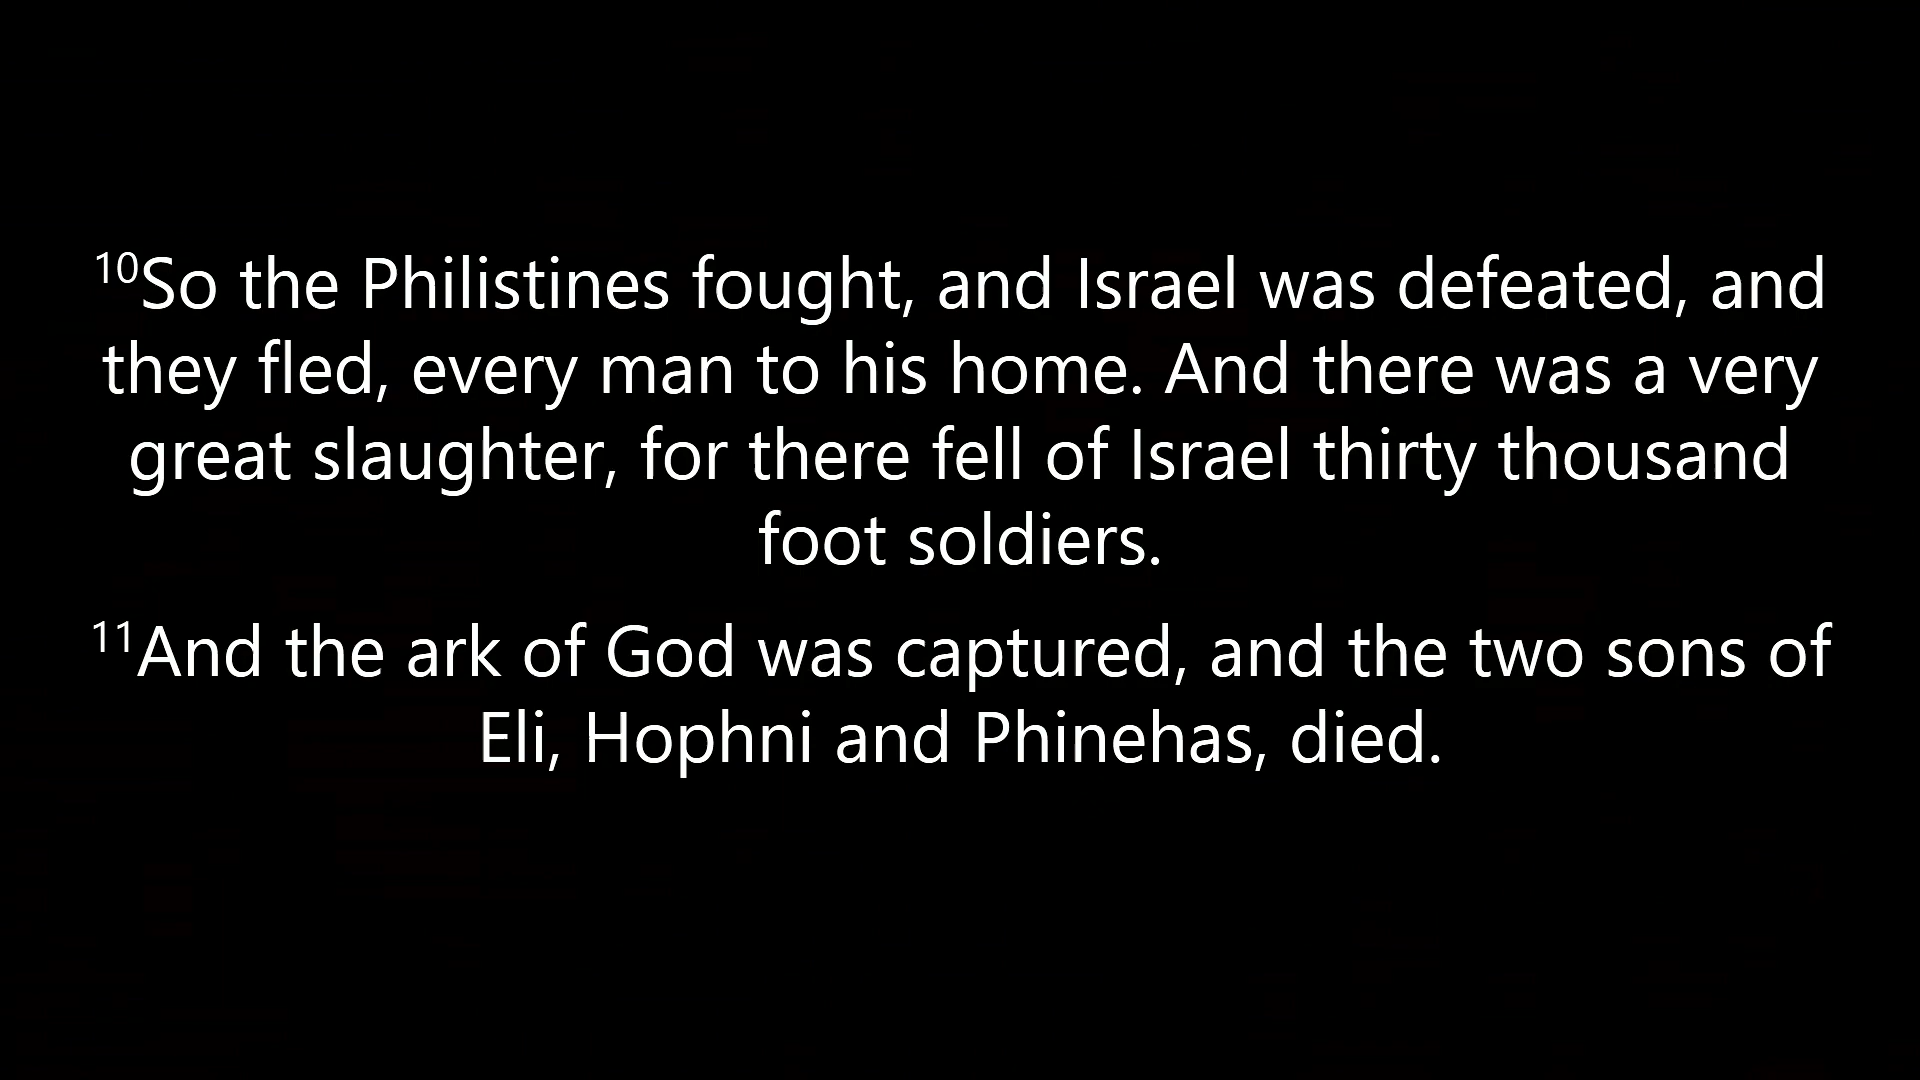 10So the Philistines fought, and Israel was defeated, and
they fled, every man to his home. And there was a very
great slaughter, for there fell of Israel thirty thousand
foot soldiers.
11And the ark of God was captured, and the two sons of
Eli, Hophni and Phinehas, died.